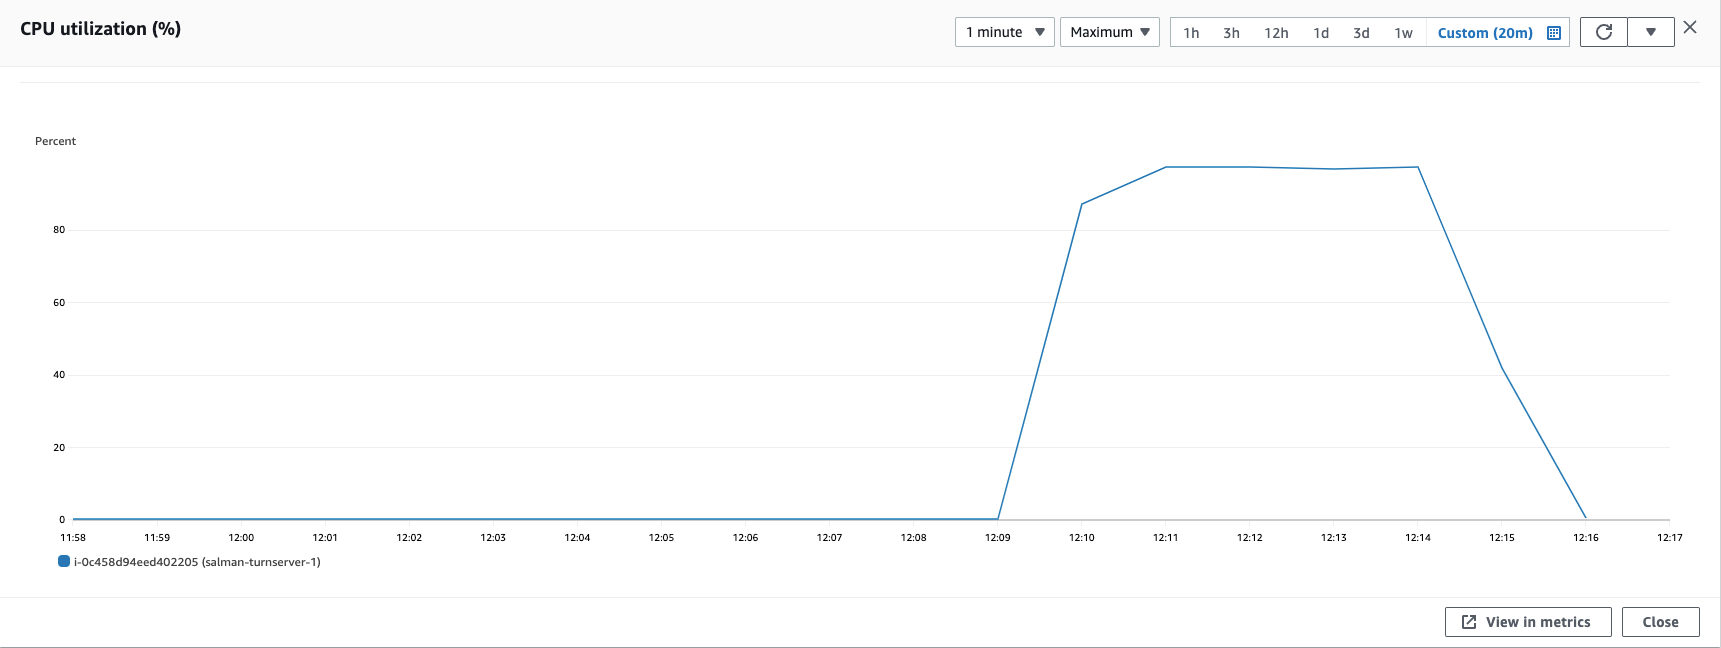 CPU utilization (%)
1 minute
Maximum
1h 3h 12h 1d 3d 1w Custom (20m)
Percent
80
60
40
20
0
11:58 11:59 12:00 12:01 12:02 12:03 12:04 12:05 12:06 12:07 12:08 12:09 12:10 12:11 12:12 12:13 12:14 12:15 12:16 12:17
i-0c458d94eed402205 (salman-turnserver-1)
View in metrics
Close